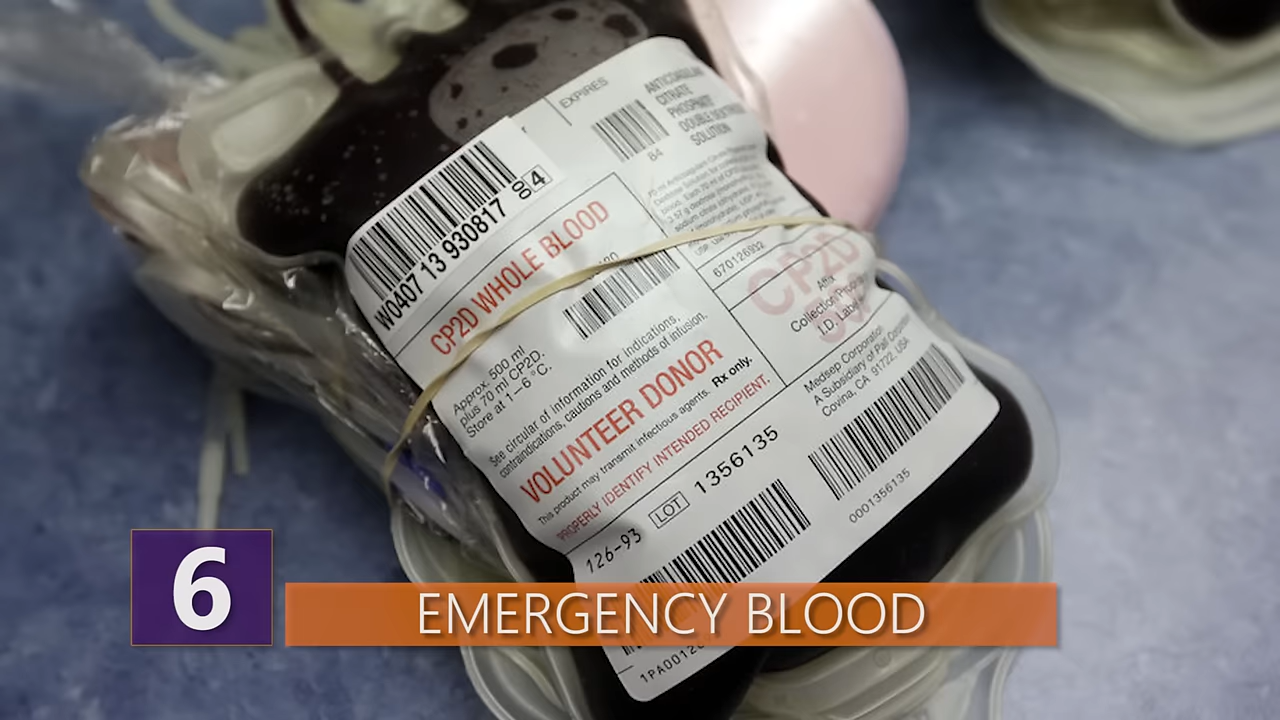 EXPIRES
ANTICOAGULANT
CITRATE
PHOSPHATE
DOUBLE DEXTROSE
SOLUTION
84
W0407 13 930817 84
CP2D WHOLE BLOOD
670126932
CP2D
Affix
Collection/Process
I.D. Label
Approx. 500 ml
plus 70 ml CP2D.
Store at 1–6 °C.
See circular of information for indications,
contraindications, cautions and methods of infusion.
VOLUNTEER DONOR
This product may transmit infectious agents. Rx only.
PROPERLY IDENTIFY INTENDED RECIPIENT.
Medsep Corporation
A Subsidiary of Pall Corporation
Covina, CA 91722, USA
126-93 LOT 1356135
0001356135
6
EMERGENCY BLOOD